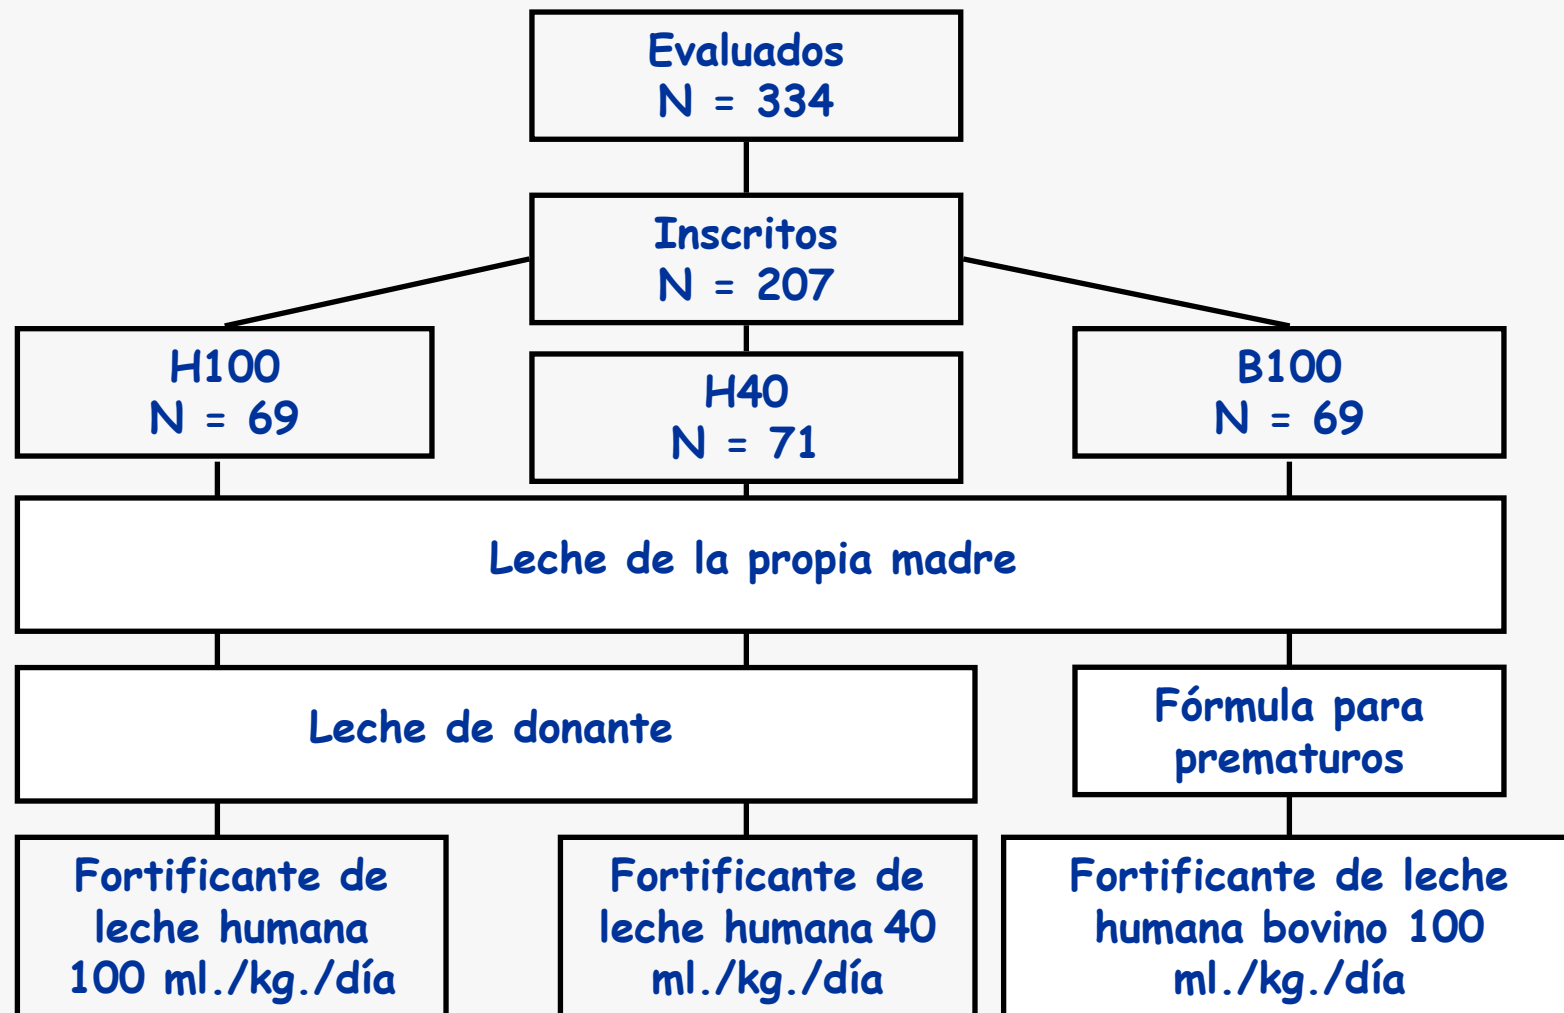 Evaluados
N = 334
Inscritos
N = 207
H100
N = 69
H40
N = 71
B100
N = 69
Leche de la propia madre
Leche de donante
Fórmula para
prematuros
Fortificante de
leche humana
100 ml./kg./día
Fortificante de
leche humana 40
ml./kg./día
Fortificante de leche
humana bovino 100
ml./kg./día